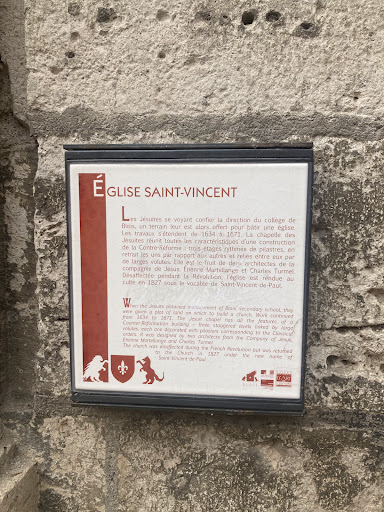 ÉGLISE SAINT-VINCENT
Les Jésuites se voyant confié la direction du collège de
Blois, un terrain leur est alors offert pour bâtir une église.
Les travaux s'étendent de 1634 à 1671. La chapelle des
Jésuites réunit toutes les caractéristiques d'une construction
de la Contre-Réforme : trois étages rythmés de pilastres, en
retrait les uns par rapport aux autres et reliés entre eux par
de larges volutes. Elle est le fruit de deux architectes de la
compagnie de Jésus, Étienne Martellange et Charles Turmel.
Désaffectée pendant la Révolution, l'église est rendue au
culte en 1827 sous le vocable de Saint-Vincent-de-Paul.
When the Jesuits obtained management of Blois' secondary school, they
were given a plot of land on which to build a church. Work continued
from 1634 to 1671. The Jesuit chapel has all the features of a
Counter-Reformation building – three staggered levels linked by large
volutes, each one decorated with pilasters corresponding to the Classical
orders. It was designed by two architects from the Company of Jesus,
Étienne Martellange and Charles Turmel.
The church was disaffected during the French Revolution but was returned
to the Church in 1827 under the new name of
Saint-Vincent-de-Paul